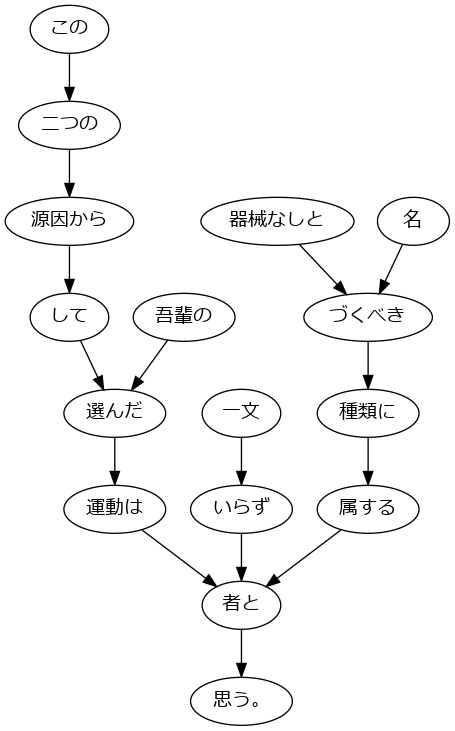 この
二つの
源因から
器械なしと
名
して
吾輩の
づくべき
選んだ
一文
種類に
運動は
いらず
属する
者と
思う。